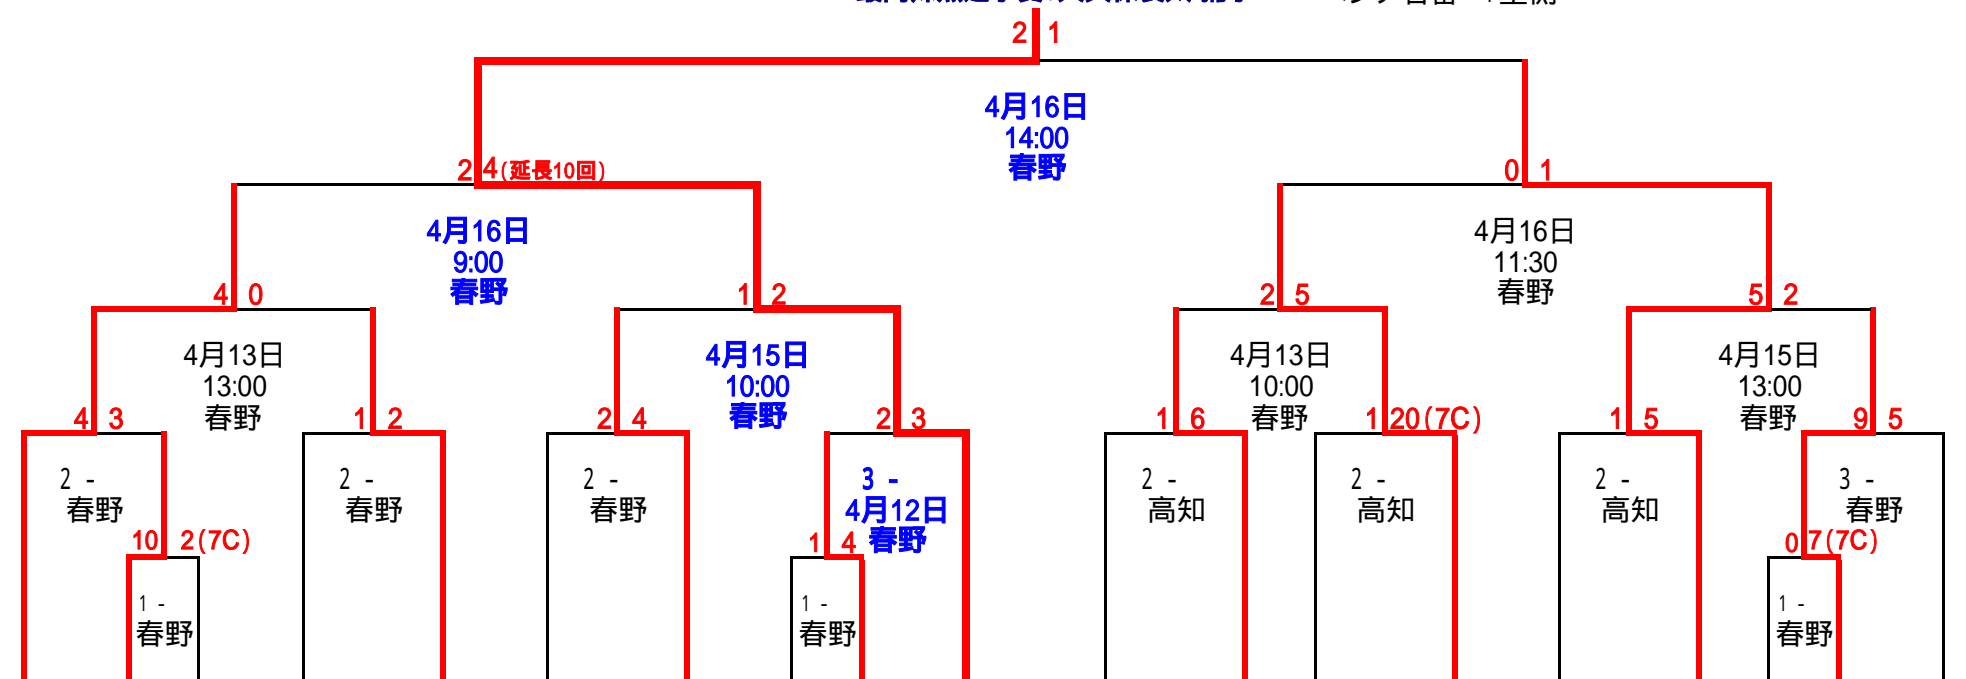 2 1
4月16日
14:00
春野
2 4(延長10回)
0 1
4月16日
9:00
春野
4月16日
11:30
春野
4 0
1 2
2 5
5 2
4月13日
13:00
春野
4月15日
10:00
春野
4月13日
10:00
春野
4月15日
13:00
春野
4 3
1 2
2 4
2 3
1 6
1 20(7C)
1 5
9 5
2 -
春野
2 -
春野
2 -
春野
3 -
4月12日
春野
2 -
高知
2 -
高知
2 -
高知
3 -
春野
10 2(7C)
1 4
0 7(7C)
1 -
春野
1 -
春野
1 -
春野